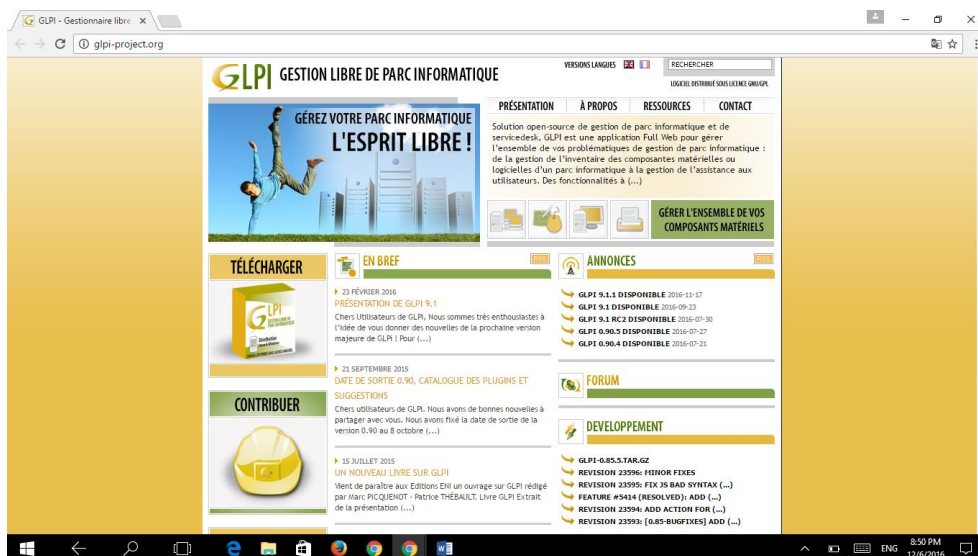 GLPI - Gestionnaire libre
glpi-project.org
GLPI GESTION LIBRE DE PARC INFORMATIQUE
VERSIONS LANGUES
RECHERCHER
LOGICIEL DISTRIBUÉ SOUS LICENCE GNU/GPL
PRÉSENTATION À PROPOS RESSOURCES CONTACT
GÉREZ VOTRE PARC INFORMATIQUE
L'ESPRIT LIBRE !
Solution open-source de gestion de parc informatique et de
servicedesk, GLPI est une application Full Web pour gérer
l'ensemble de vos problématiques de gestion de parc informatique :
de la gestion de l'inventaire des composantes matérielles ou
logicielles d'un parc informatique à la gestion de l'assistance aux
utilisateurs. Des fonctionnalités à (...)
GÉRER L'ENSEMBLE DE VOS
COMPOSANTS MATÉRIELS
TÉLÉCHARGER
GLPI
CONTRIBUER
EN BREF
RSS
23 FÉVRIER 2016
PRÉSENTATION DE GLPI 9.1
Chers Utilisateurs de GLPi, Nous sommes très enthousiastes à
l'idée de vous donner des nouvelles de la prochaine version
majeure de GLPi ! Pour (...)
21 SEPTEMBRE 2015
DATE DE SORTIE 0.90, CATALOGUE DES PLUGINS ET
SUGGESTIONS
Chers utilisateurs de GLPi, Nous avons de bonnes nouvelles à
partager avec vous. Nous avons fixé la date de sortie de la
version 0.90 au 8 octobre (...)
15 JUILLET 2015
UN NOUVEAU LIVRE SUR GLPI
Vient de paraître aux Editions ENI un ouvrage sur GLPI rédigé
par Marc PICQUENOT - Patrice THÉBAULT. Livre GLPI Extrait
de la présentation (...)
ANNONCES
RSS
GLPI 9.1.1 DISPONIBLE 2016-11-17
GLPI 9.1 DISPONIBLE 2016-09-23
GLPI 9.1 RC2 DISPONIBLE 2016-07-30
GLPI 0.90.5 DISPONIBLE 2016-07-27
GLPI 0.90.4 DISPONIBLE 2016-07-21
FORUM
DEVELOPPEMENT
GLPI-0.85.5.TAR.GZ
REVISION 23596: MINOR FIXES
REVISION 23595: FIX JS BAD SYNTAX (...)
FEATURE #5414 (RESOLVED): ADD (...)
REVISION 23594: ADD ACTION FOR (...)
REVISION 23593: [0.85-BUGFIXES] ADD (...)
ENG
8:50 PM
12/6/2016